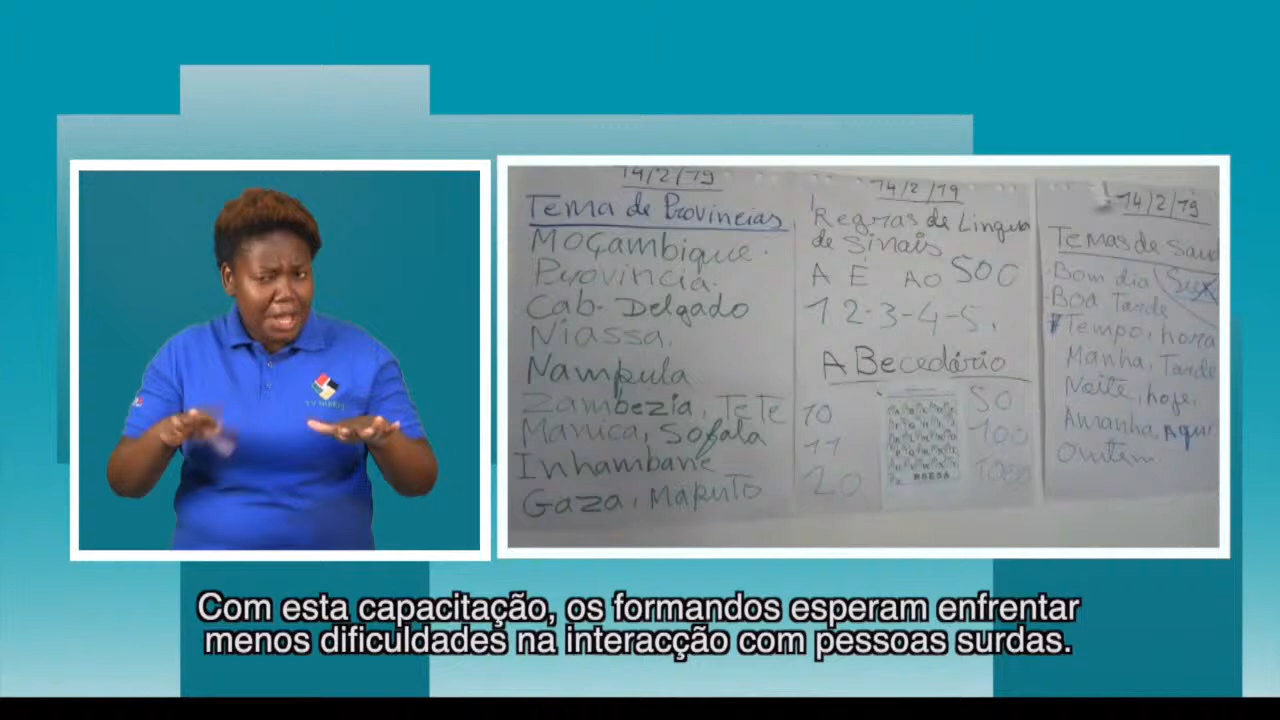 14/2/19
Tema de Provincias
Moçambique.
Provincia.
Cab. Delgado
Niassa,
Nampula
Zambezia, TeTe
Manica, Sofala
Inhambane
Gaza, Maputo
14/2/19
Regras de Lingua
de Sinais
A E AO 500
1 2-3-4-5.
ABecedário
10
11
20
50
100
1000
14/2/19
Temas de Saud
-Bom dia
-Boa Tarde
Tempo, hora
Manha, Tarde
Noite, hoje,
Amanha, Aqui
Ontem
Com esta capacitação, os formandos esperam enfrentar
menos dificuldades na interacção com pessoas surdas.